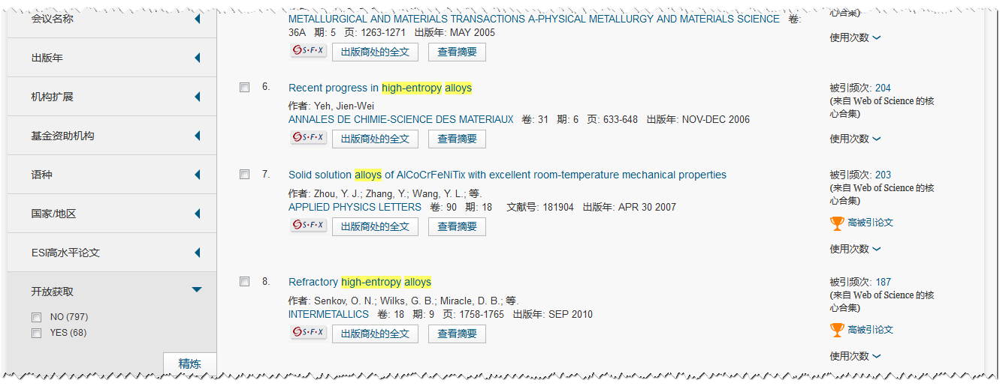 会议名称
出版年
机构扩展
基金资助机构
语种
国家/地区
ESI高水平论文
开放获取
NO (797)
YES (68)
精炼
METALLURGICAL AND MATERIALS TRANSACTIONS A-PHYSICAL METALLURGY AND MATERIALS SCIENCE 卷:
36A 期: 5 页: 1263-1271 出版年: MAY 2005
S·F·X 出版商处的全文 查看摘要
心合集)
使用次数
6. Recent progress in high-entropy alloys
作者: Yeh, Jien-Wei
ANNALES DE CHIMIE-SCIENCE DES MATERIAUX 卷: 31 期: 6 页: 633-648 出版年: NOV-DEC 2006
S·F·X 出版商处的全文 查看摘要
被引频次: 204
(来自 Web of Science 的核
心合集)
使用次数
7. Solid solution alloys of AlCoCrFeNiTix with excellent room-temperature mechanical properties
作者: Zhou, Y. J.; Zhang, Y.; Wang, Y. L.; 等.
APPLIED PHYSICS LETTERS 卷: 90 期: 18 文献号: 181904 出版年: APR 30 2007
S·F·X 出版商处的全文 查看摘要
被引频次: 203
(来自 Web of Science 的核
心合集)
高被引论文
使用次数
8. Refractory high-entropy alloys
作者: Senkov, O. N.; Wilks, G. B.; Miracle, D. B.; 等.
INTERMETALLICS 卷: 18 期: 9 页: 1758-1765 出版年: SEP 2010
S·F·X 出版商处的全文 查看摘要
被引频次: 187
(来自 Web of Science 的核
心合集)
高被引论文
使用次数